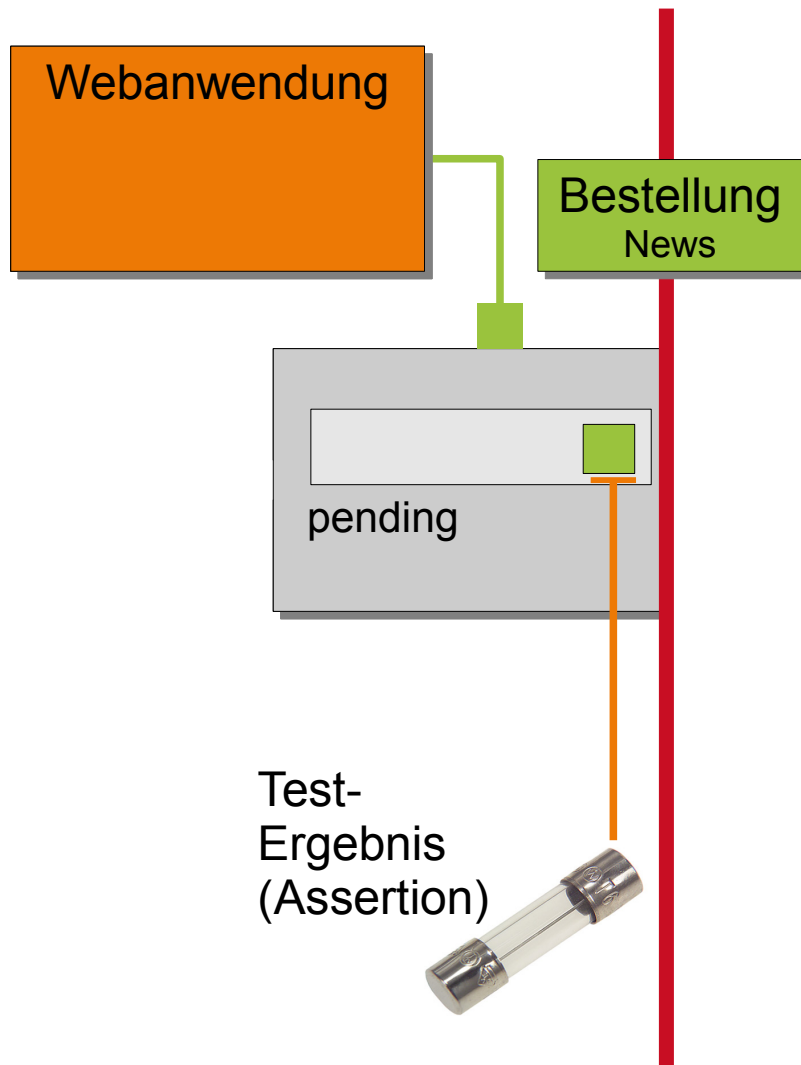 Webanwendung
Bestellung
News
pending
Test-
Ergebnis
(Assertion)